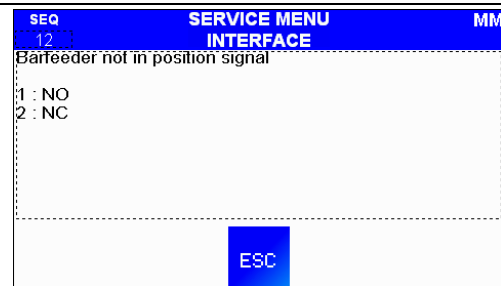 SEQ SERVICE MENU MM
12 INTERFACE
Barfeeder not in position signal
1 : NO
2 : NC
ESC